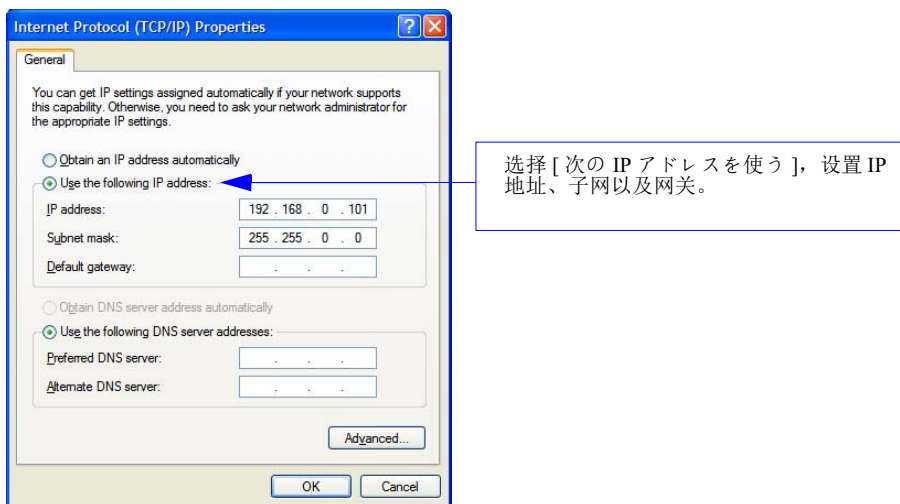 Internet Protocol (TCP/IP) Properties
General
You can get IP settings assigned automatically if your network supports
this capability. Otherwise, you need to ask your network administrator for
the appropriate IP settings.
Obtain an IP address automatically
Use the following IP address:
IP address: 192 . 168 . 0 . 101
Subnet mask: 255 . 255 . 0 . 0
Default gateway: . . .
Obtain DNS server address automatically
Use the following DNS server addresses:
Preferred DNS server: . . .
Alternate DNS server: . . .
Advanced...
OK Cancel
选择 [ 次の IP アドレスを使う ]，设置 IP
地址、子网以及网关。